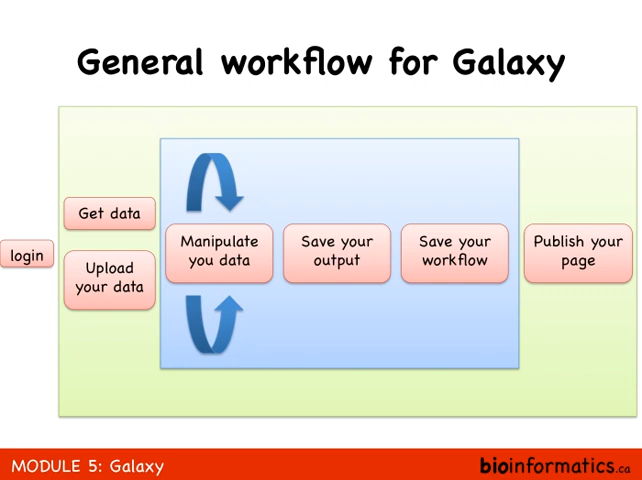 General workflow for Galaxy
login
Get data
Upload
your data
Manipulate
you data
Save your
output
Save your
workflow
Publish your
page
MODULE 5: Galaxy
bioinformatics.ca